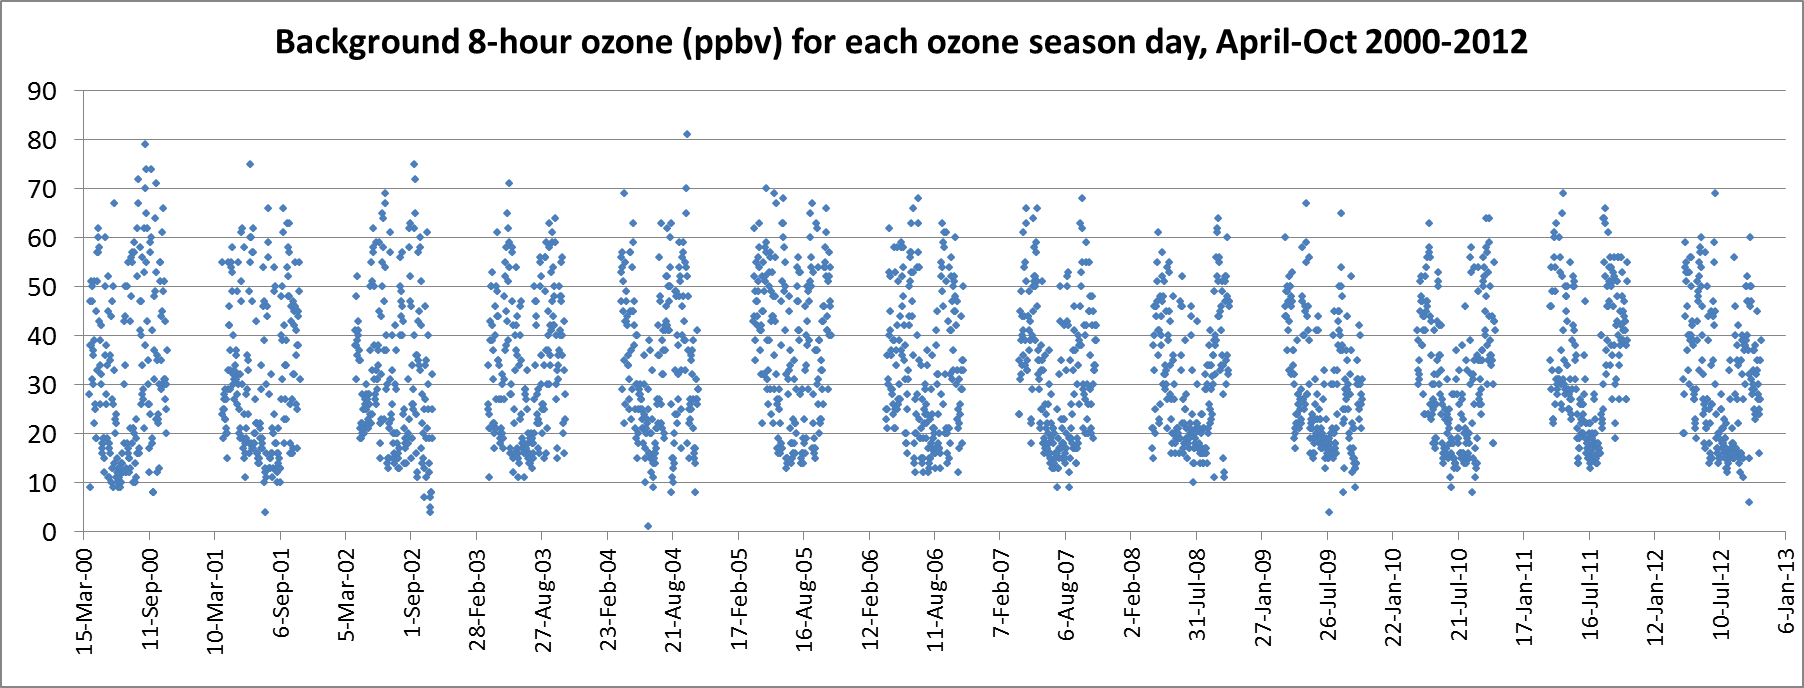 Background 8-hour ozone (ppbv) for each ozone season day, April-Oct 2000-2012
90
80
70
60
50
40
30
20
10
0
15-Mar-00
11-Sep-00
10-Mar-01
6-Sep-01
5-Mar-02
1-Sep-02
28-Feb-03
27-Aug-03
23-Feb-04
21-Aug-04
17-Feb-05
16-Aug-05
12-Feb-06
11-Aug-06
7-Feb-07
6-Aug-07
2-Feb-08
31-Jul-08
27-Jan-09
26-Jul-09
22-Jan-10
21-Jul-10
17-Jan-11
16-Jul-11
12-Jan-12
10-Jul-12
6-Jan-13